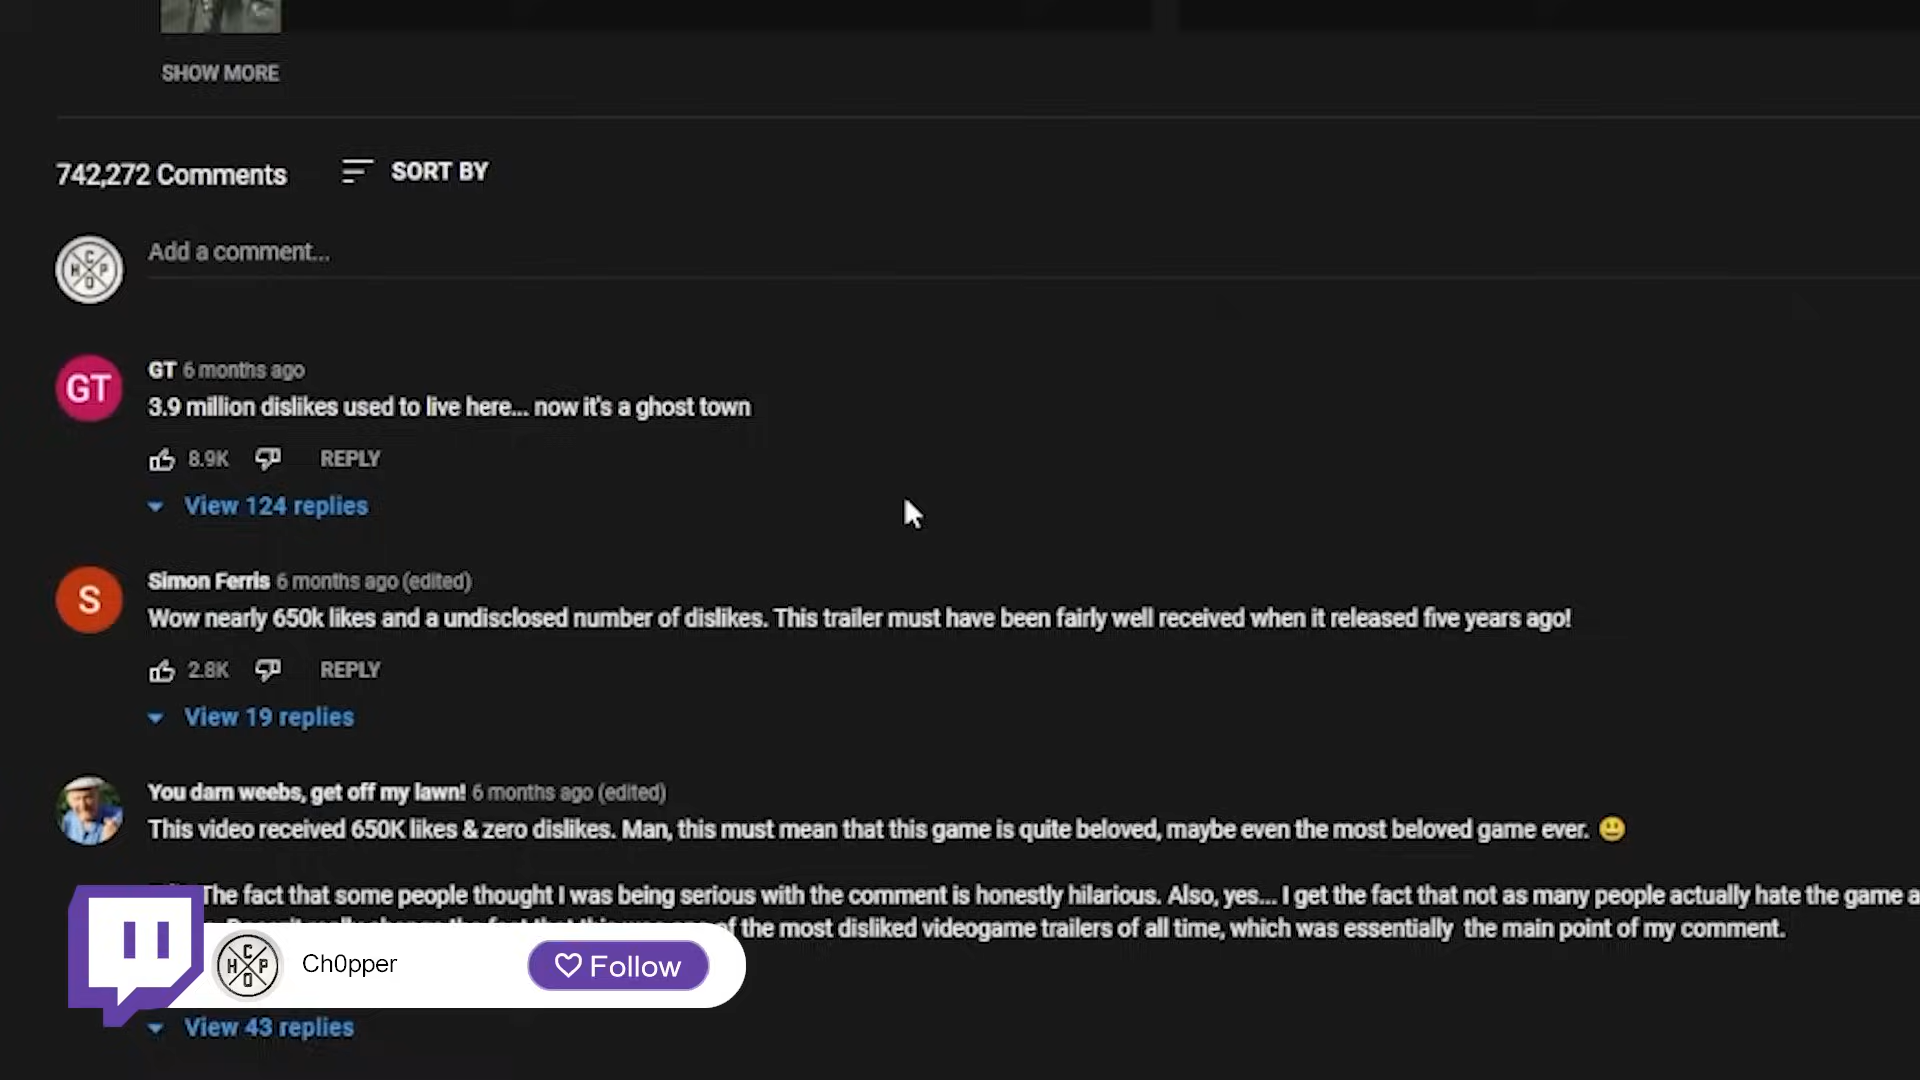 SHOW MORE
742,272 Comments
SORT BY
Add a comment...
GT 6 months ago
GT
3.9 million dislikes used to live here... now it's a ghost town
8.9K
REPLY
View 124 replies
Simon Ferris 6 months ago (edited)
S
Wow nearly 650k likes and a undisclosed number of dislikes. This trailer must have been fairly well received when it released five years ago!
2.8K
REPLY
View 19 replies
You darn weebs, get off my lawn! 6 months ago (edited)
This video received 650K likes & zero dislikes. Man, this must mean that this game is quite beloved, maybe even the most beloved game ever. 😃
The fact that some people thought I was being serious with the comment is honestly hilarious. Also, yes... I get the fact that not as many people actually hate the game a
of the most disliked videogame trailers of all time, which was essentially the main point of my comment.
CHOP
Ch0pper
Follow
View 43 replies